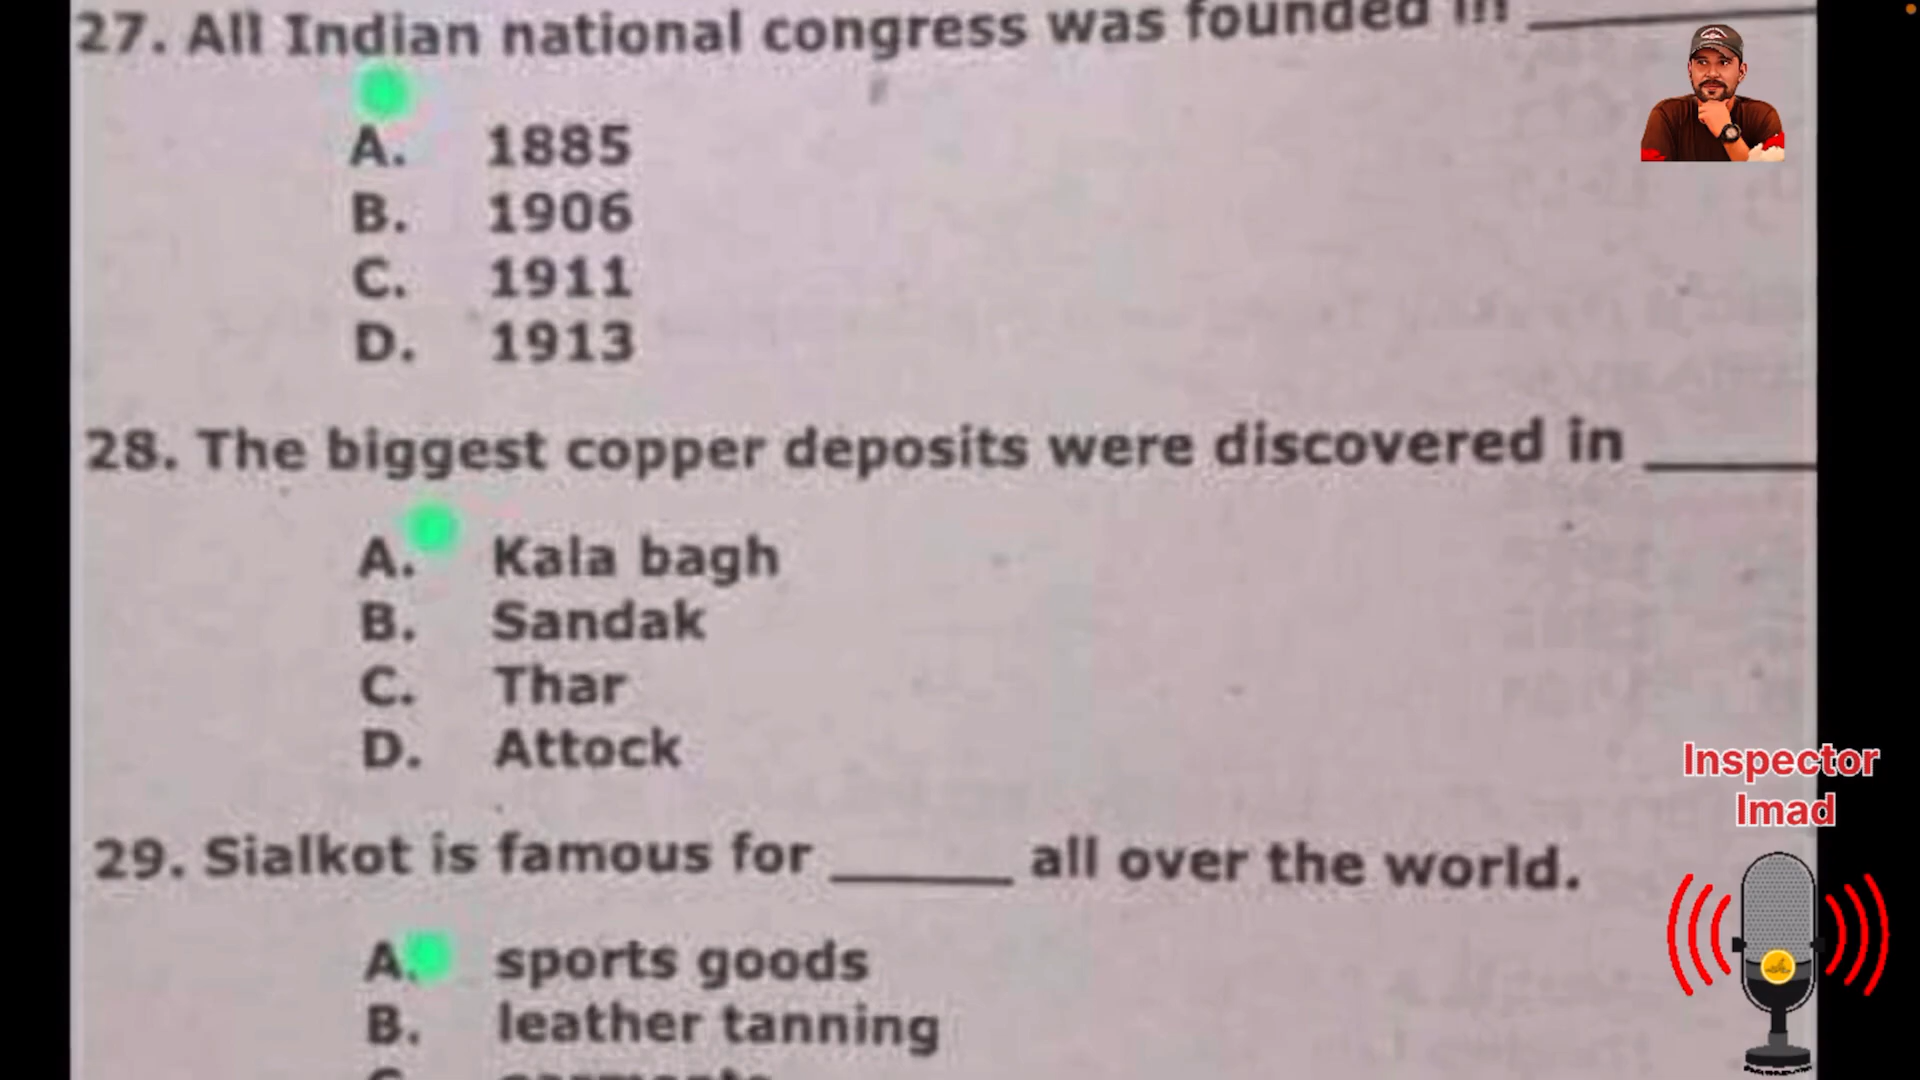 27. All Indian national congress was founded in ______
A. 1885
B. 1906
C. 1911
D. 1913
28. The biggest copper deposits were discovered in ______
A. Kala bagh
B. Sandak
C. Thar
D. Attock
29. Sialkot is famous for ______ all over the world.
A. sports goods
B. leather tanning
Inspector
Imad